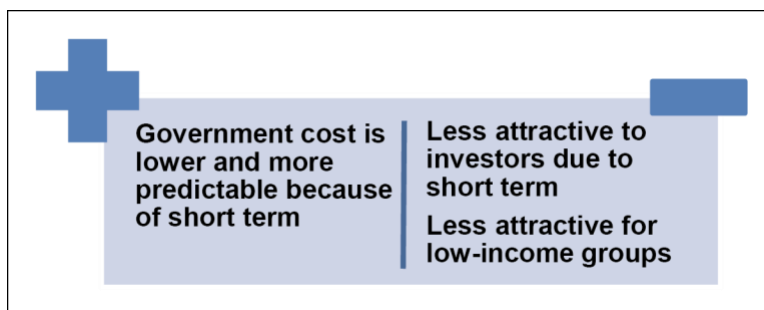 Government cost is
lower and more
predictable because
of short term
Less attractive to
investors due to
short term
Less attractive for
low-income groups